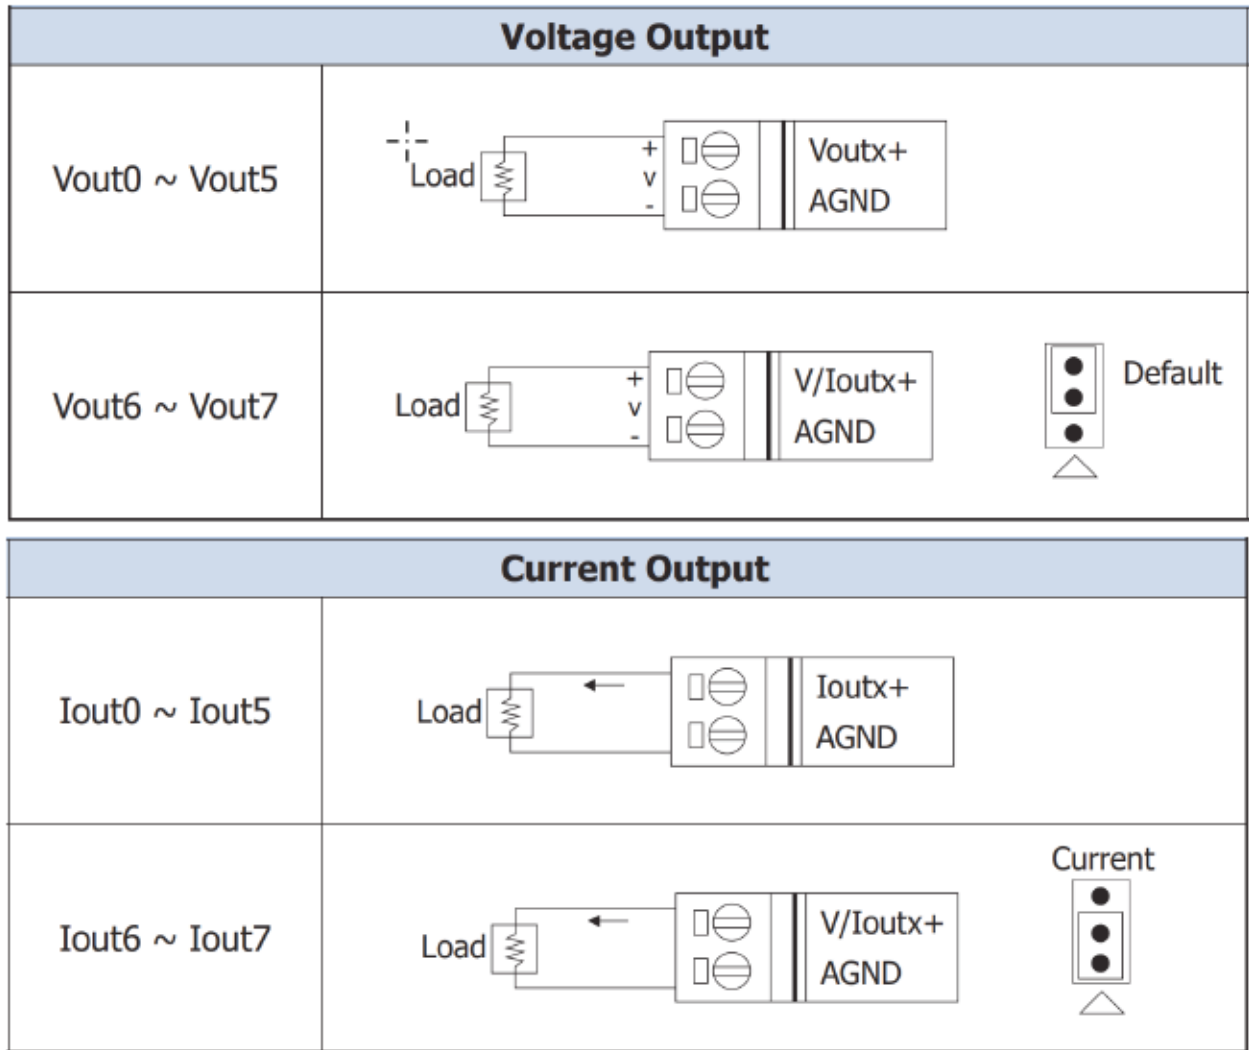 Voltage Output
Vout0 ~ Vout5
Load
+
v
-
Voutx+
AGND
Vout6 ~ Vout7
Load
+
v
-
V/Ioutx+
AGND
Default
Current Output
Iout0 ~ Iout5
Load
Ioutx+
AGND
Iout6 ~ Iout7
Load
V/Ioutx+
AGND
Current